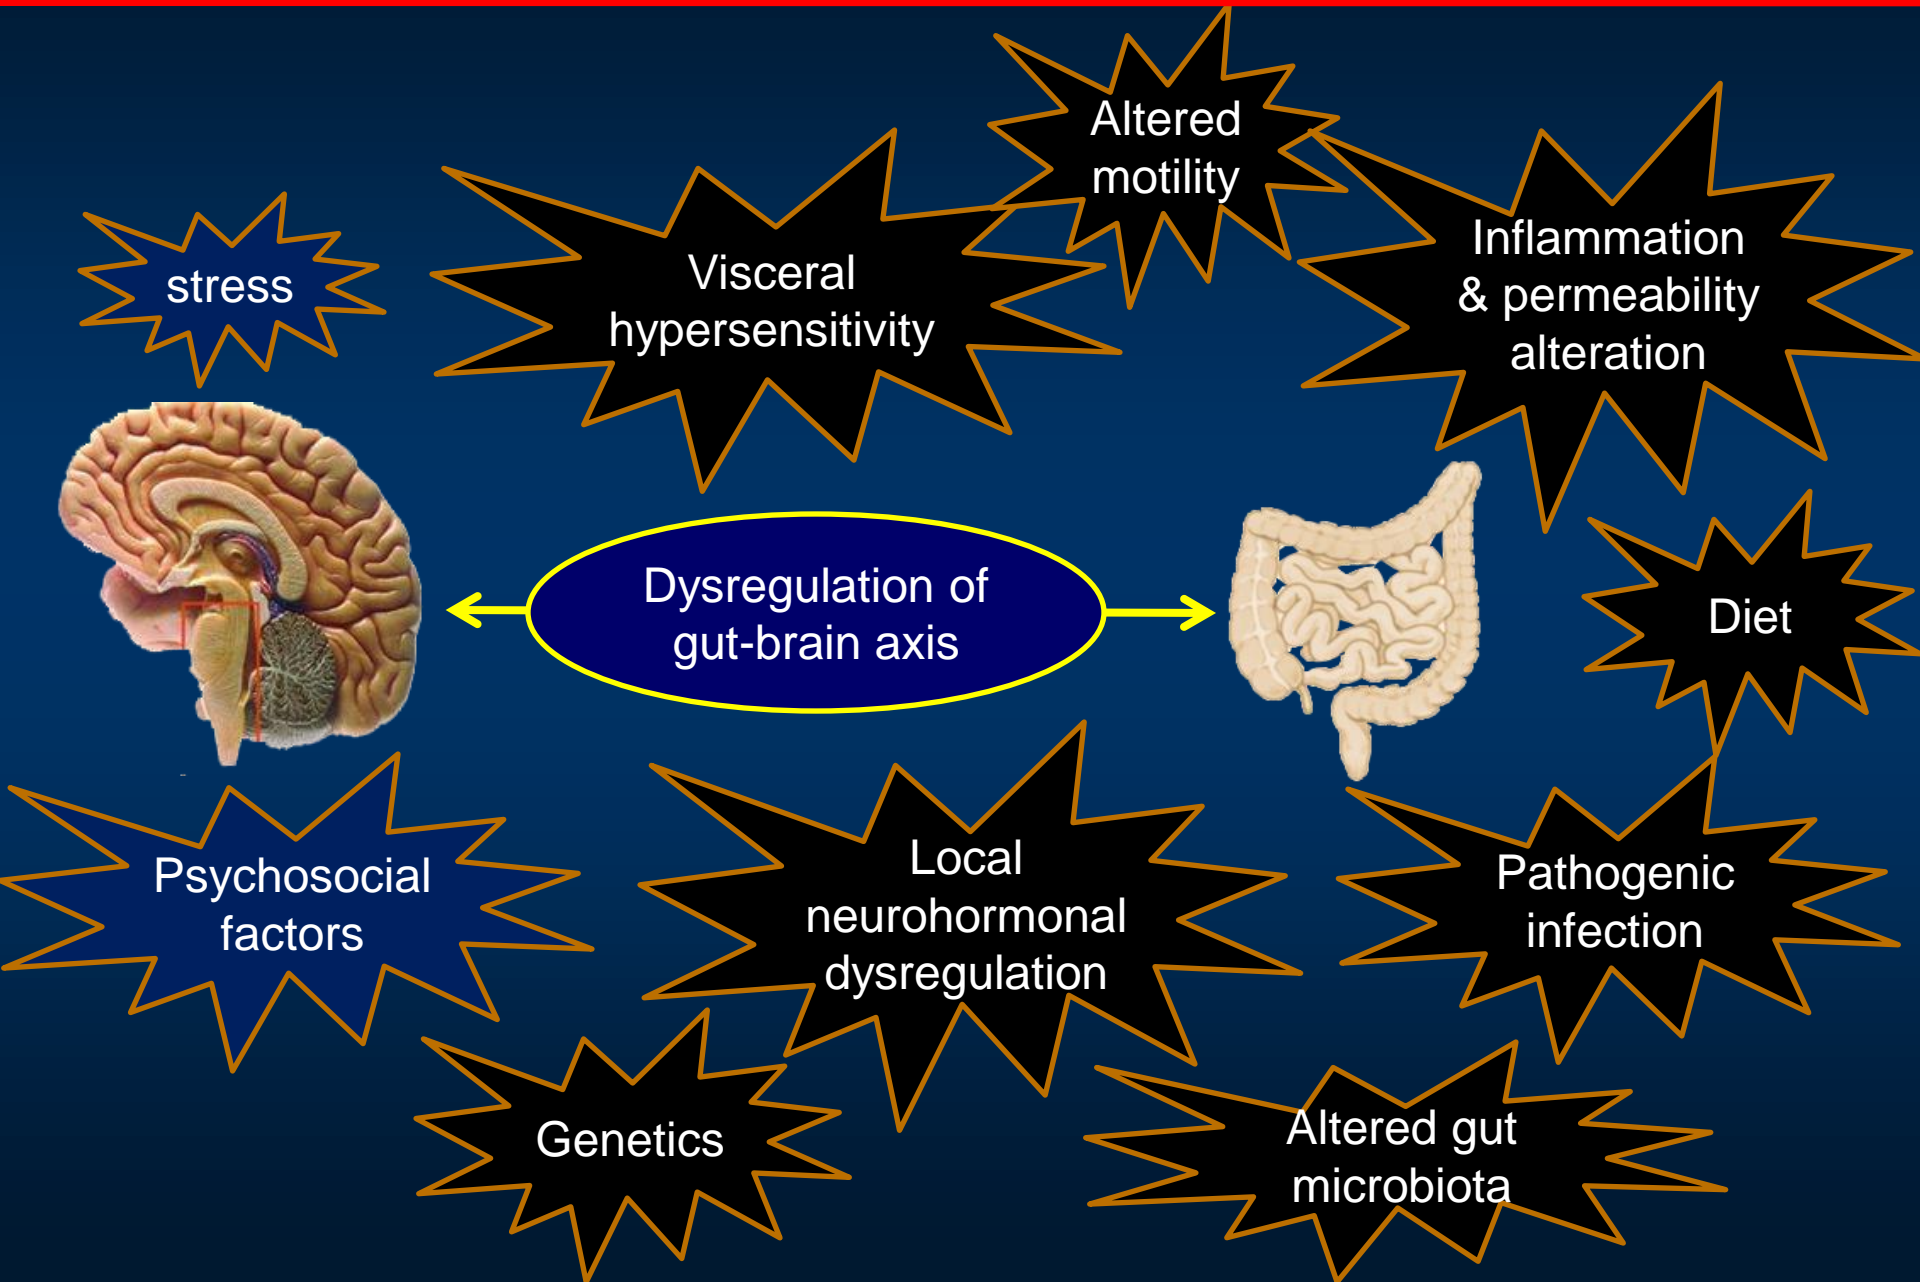 Altered
motility
Inflammation
& permeability
alteration
stress
Visceral
hypersensitivity
Dysregulation of
gut-brain axis
Diet
Psychosocial
factors
Local
neurohormonal
dysregulation
Pathogenic
infection
Genetics
Altered gut
microbiota